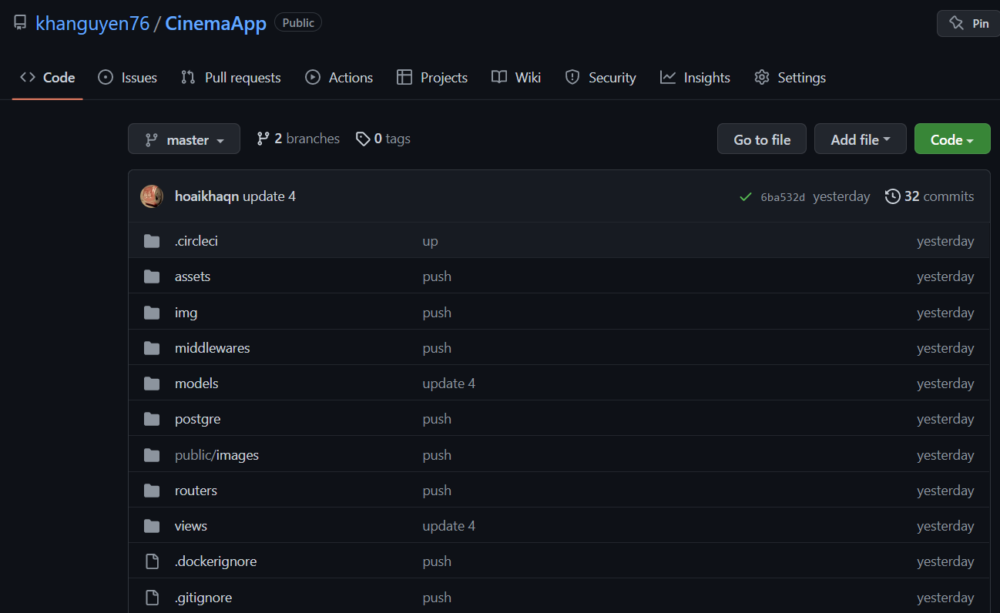 khanguyen76 / CinemaApp Public Pin
Code Issues Pull requests Actions Projects Wiki Security Insights Settings
master 2 branches 0 tags Go to file Add file Code
hoaikhaqn update 4 6ba532d yesterday 32 commits
.circleci up yesterday
assets push yesterday
img push yesterday
middlewares push yesterday
models update 4 yesterday
postgre push yesterday
public/images push yesterday
routers push yesterday
views update 4 yesterday
.dockerignore push yesterday
.gitignore push yesterday